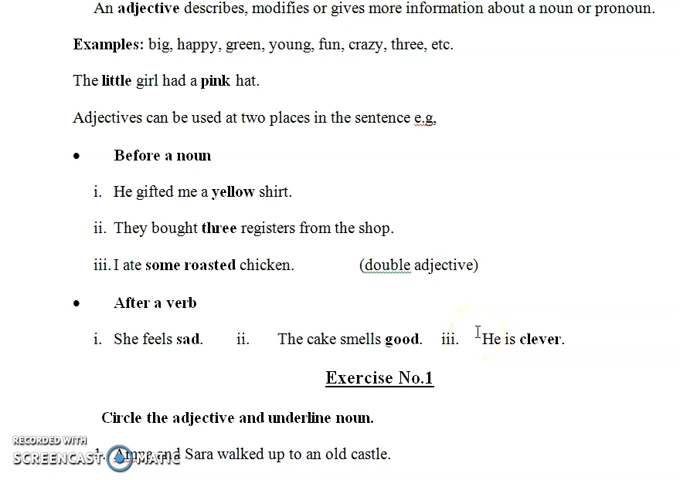 An adjective describes, modifies or gives more information about a noun or pronoun.
Examples: big, happy, green, young, fun, crazy, three, etc.
The little girl had a pink hat.
Adjectives can be used at two places in the sentence e.g,
• Before a noun
i. He gifted me a yellow shirt.
ii. They bought three registers from the shop.
iii. I ate some roasted chicken. (double adjective)
• After a verb
i. She feels sad. ii. The cake smells good. iii. He is clever.
Exercise No.1
Circle the adjective and underline noun.
and Sara walked up to an old castle.
RECORDED WITH
SCREENCAST-O-MATIC